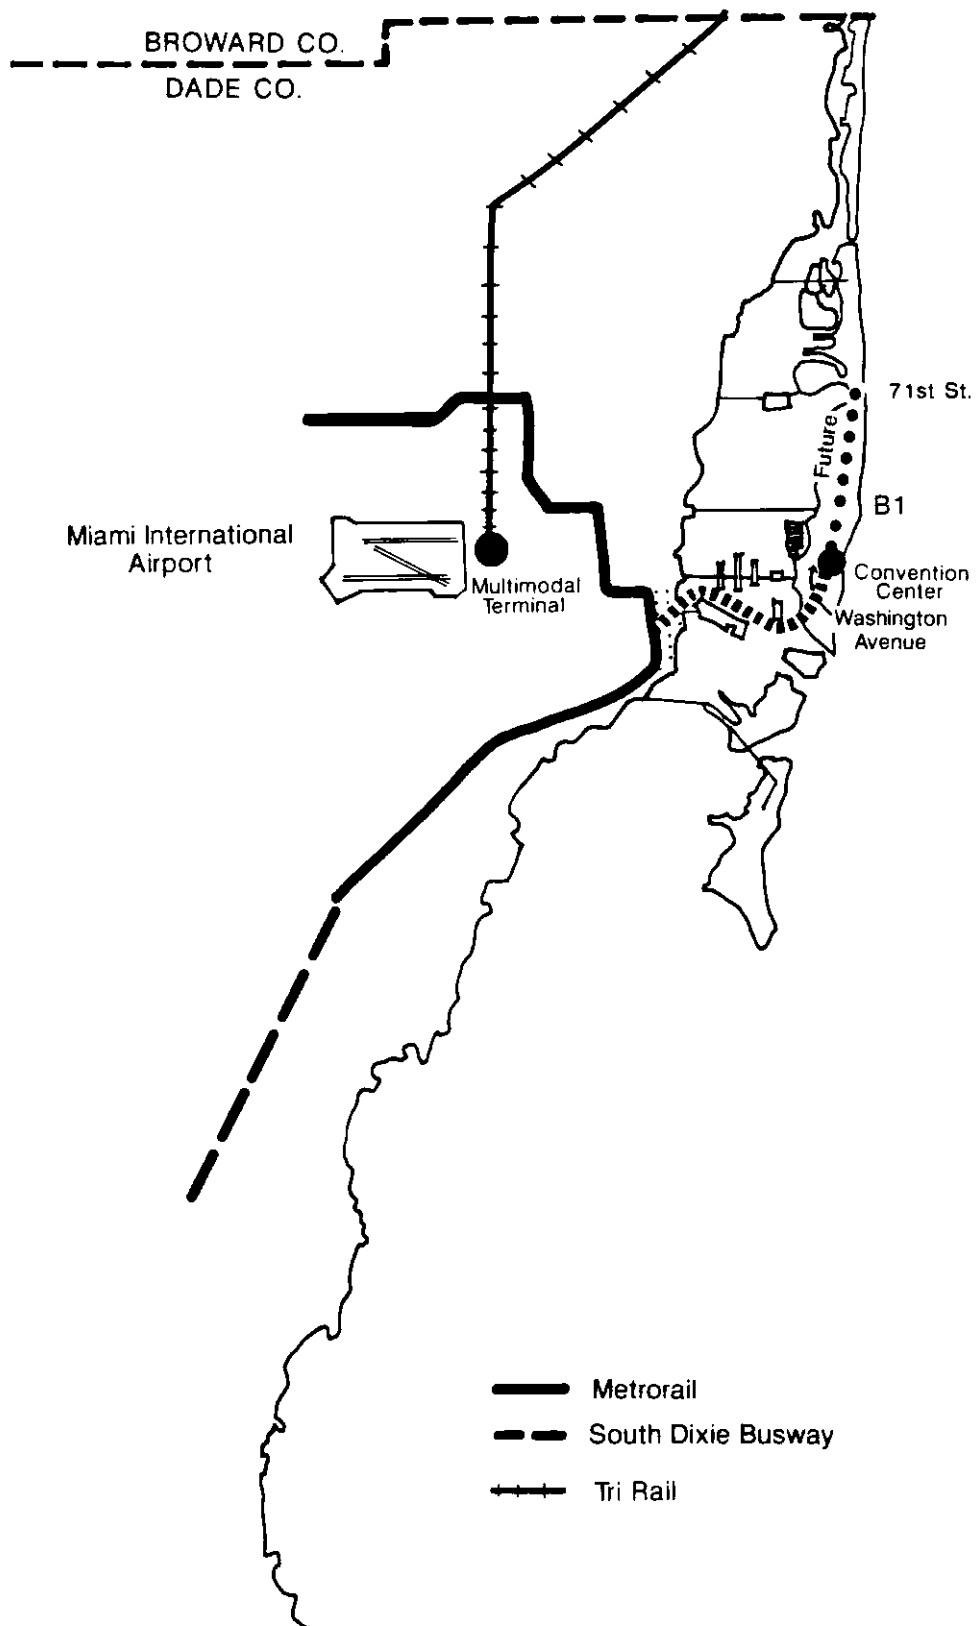 BROWARD CO.
DADE CO.
71st St.
Future
B1
Miami International
Airport
Multimodal
Terminal
Convention
Center
Washington
Avenue
Metrorail
South Dixie Busway
Tri Rail